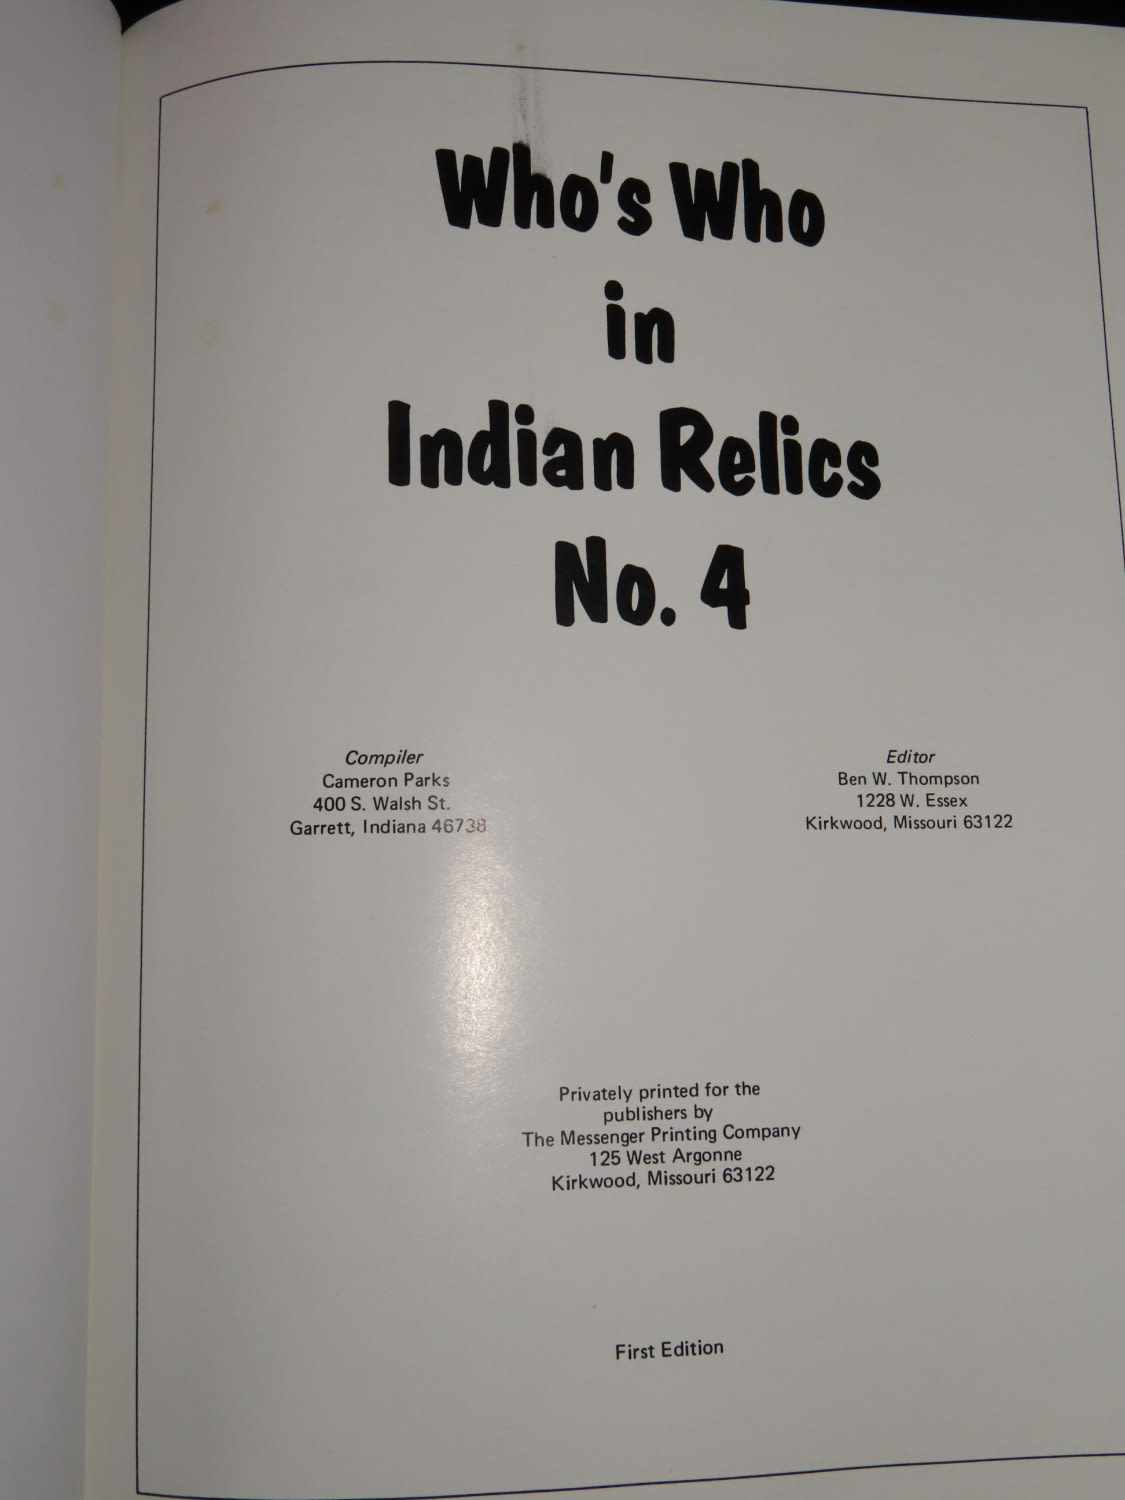 Who's Who
in
Indian Relics
No. 4
Compiler
Cameron Parks
400 S. Walsh St.
Garrett, Indiana 46738
Editor
Ben W. Thompson
1228 W. Essex
Kirkwood, Missouri 63122
Privately printed for the
publishers by
The Messenger Printing Company
125 West Argonne
Kirkwood, Missouri 63122
First Edition